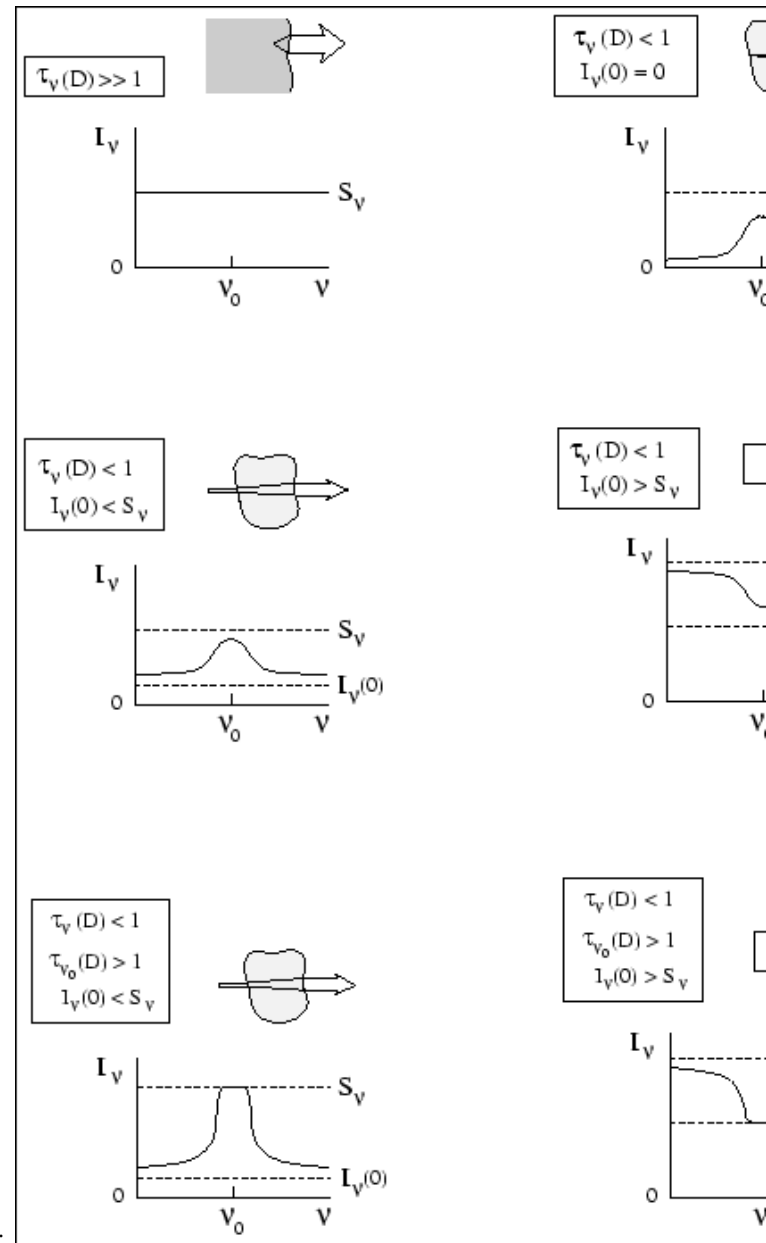 τν (D) >> 1
Iν
Sν
0
ν0
ν
τν (D) < 1
Iν(0) = 0
Iν
0
ν0
τν (D) < 1
Iν(0) < Sν
Iν
Sν
Iν(0)
0
ν0
ν
τν (D) < 1
Iν(0) > Sν
Iν
0
ν0
τν (D) < 1
τν0(D) > 1
Iν(0) < Sν
Iν
Sν
Iν(0)
0
ν0
ν
τν (D) < 1
τν0(D) > 1
Iν(0) > Sν
Iν
0
ν